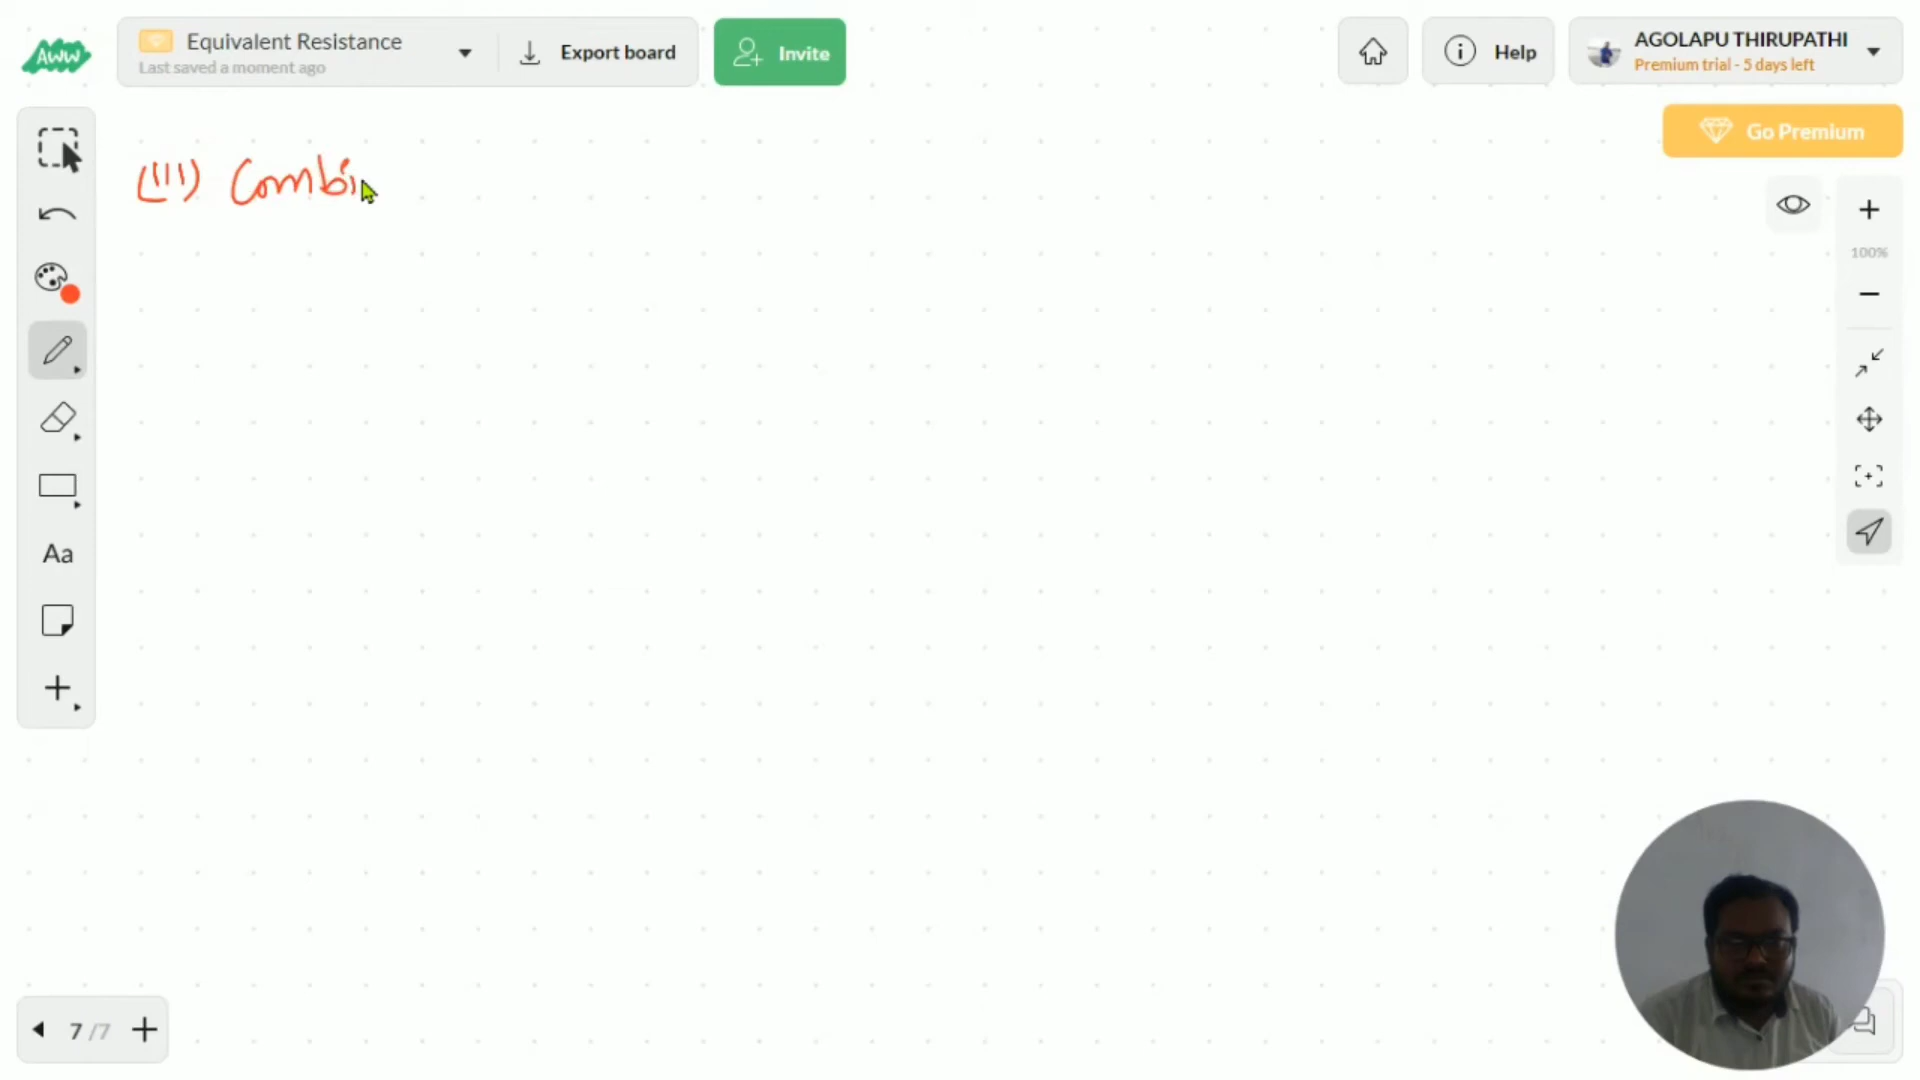 AWW
Equivalent Resistance
Last saved a moment ago
Export board
Invite
Help
AGOLAPU THIRUPATHI
Premium trial - 5 days left
Go Premium
(III) Combi
100%
Aa
7 /7